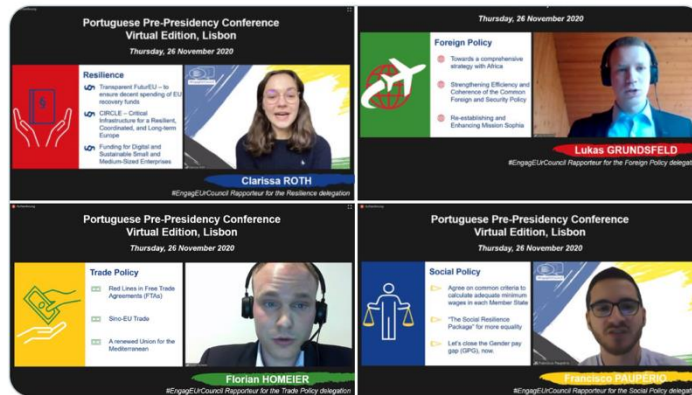 Portuguese Pre-Presidency Conference
Virtual Edition, Lisbon
Thursday, 26 November 2020
Resilience
Transparent FuturEU – to
ensure decent spending of EU
recovery funds
CIRCLE – Critical
Infrastructure for a Resilient,
Coordinated, and Long-term
Europe
Funding for Digital and
Sustainable Small and
Medium-Sized Enterprises
Clarissa ROTH
#EngagEUrCouncil Rapporteur for the Resilience delegation
Thursday, 26 November 2020
Foreign Policy
Towards a comprehensive
strategy with Africa
Strengthening Efficiency and
Coherence of the Common
Foreign and Security Policy
Re-establishing and
Enhancing Mission Sophia
Lukas GRUNDSFELD
#EngagEUrCouncil Rapporteur for the Foreign Policy delegation
Portuguese Pre-Presidency Conference
Virtual Edition, Lisbon
Thursday, 26 November 2020
Trade Policy
Red Lines in Free Trade
Agreements (FTAs)
Sino-EU Trade
A renewed Union for the
Mediterranean
Florian HOMEIER
#EngagEUrCouncil Rapporteur for the Trade Policy delegation
Portuguese Pre-Presidency Conference
Virtual Edition, Lisbon
Thursday, 26 November 2020
Social Policy
Agree on common criteria to
calculate adequate minimum
wages in each Member State
"The Social Resilience
Package" for more equality
Let's close the Gender pay
gap (GPG), now.
Francisco PAUPÉRIO
#EngagEUrCouncil Rapporteur for the Social Policy delegation